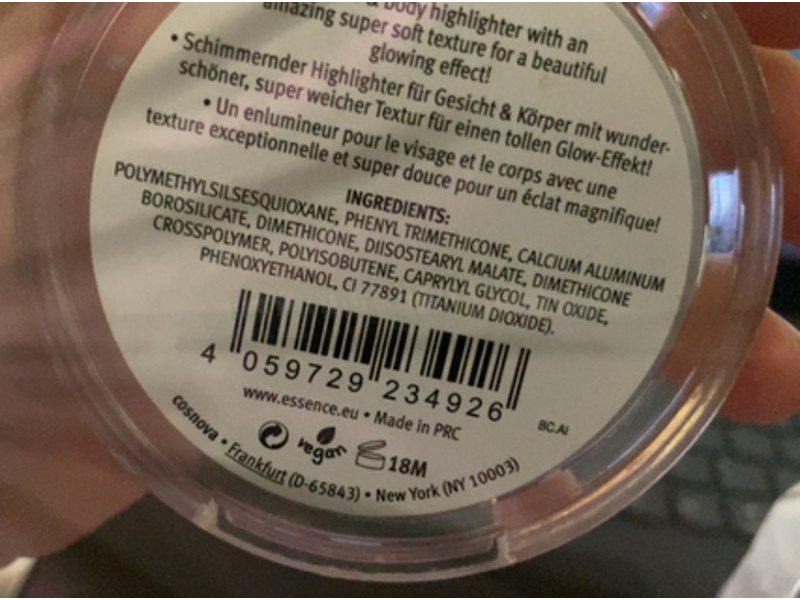 & body highlighter with an
amazing super soft texture for a beautiful
glowing effect!
• Schimmernder Highlighter für Gesicht & Körper mit wunder-
schöner, super weicher Textur für einen tollen Glow-Effekt!
• Un enlumineur pour le visage et le corps avec une
texture exceptionnelle et super douce pour un éclat magnifique!
INGREDIENTS:
POLYMETHYLSILSESQUIOXANE, PHENYL TRIMETHICONE, CALCIUM ALUMINUM
BOROSILICATE, DIMETHICONE, DIISOSTEARYL MALATE, DIMETHICONE
CROSSPOLYMER, POLYISOBUTENE, CAPRYLYL GLYCOL, TIN OXIDE,
PHENOXYETHANOL, CI 77891 (TITANIUM DIOXIDE).
4 059729 234926
BC.AI
www.essence.eu • Made in PRC
vegan 18M
cosnova • Frankfurt (D-65843) • New York (NY 10003)